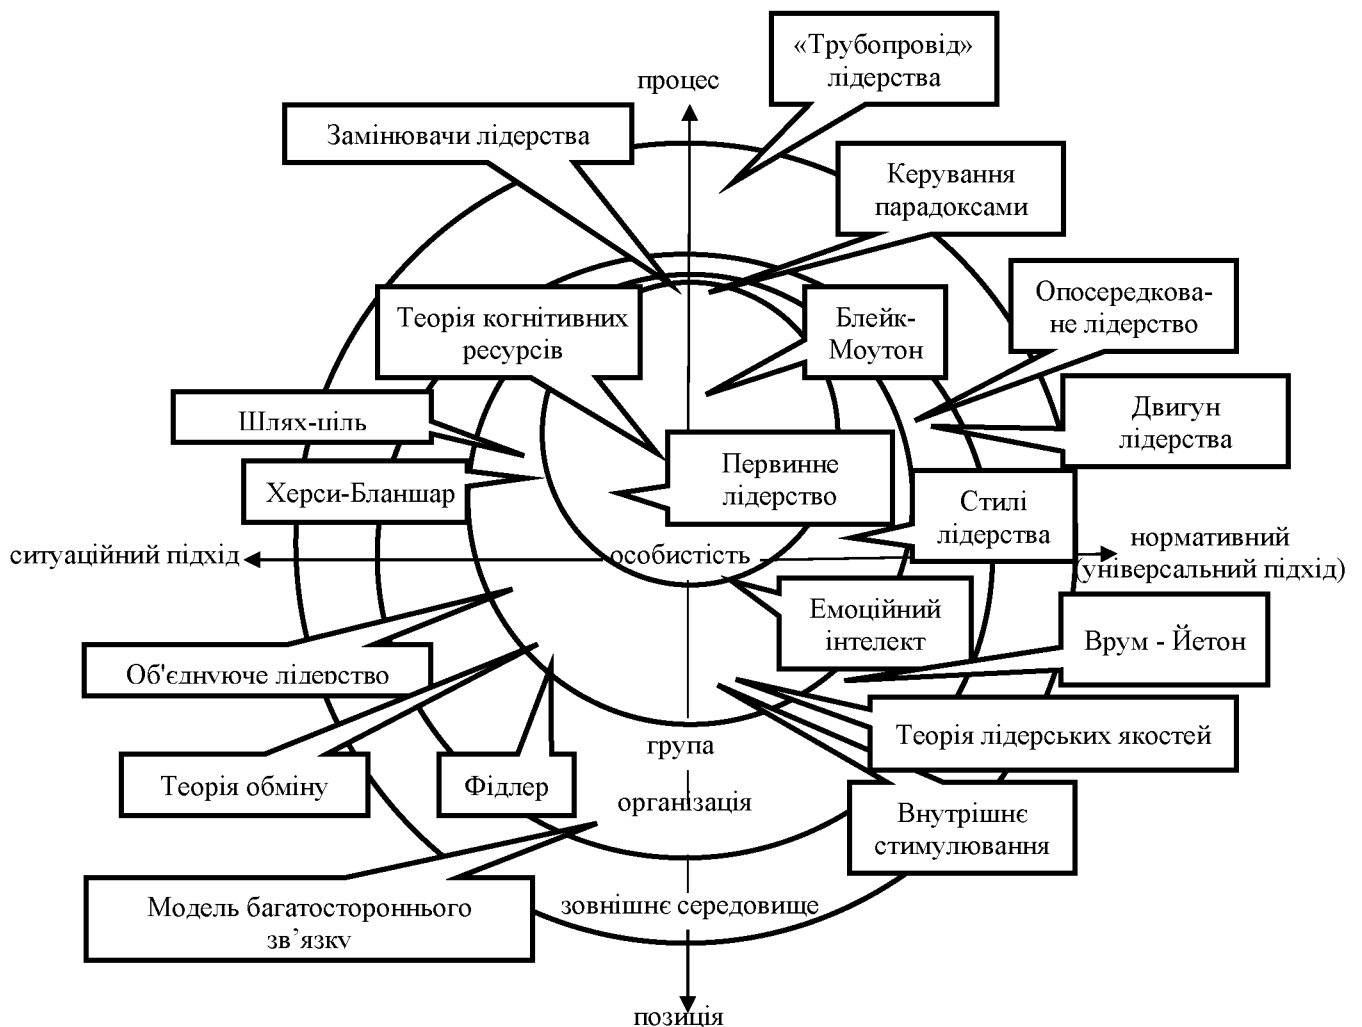 «Трубопровід»
лідерства
процес
Замінювачи лідерства
Керування
парадоксами
Опосередкова-
не лідерство
Теорія когнітивних
ресурсів
Блейк-
Моутон
Двигун
лідерства
Шлях-ціль
Первинне
лідерство
Херси-Бланшар
Стилі
лідерства
ситуаційний підхід
особистість
нормативний
(універсальний підхід)
Емоційний
інтелект
Врум - Йетон
Об'єднуюче лідерство
Теорія лідерських якостей
група
Теорія обміну
Фідлер
організація
Внутрішнє
стимулювання
Модель багатостороннього
зв’язку
зовнішнє середовище
позиція